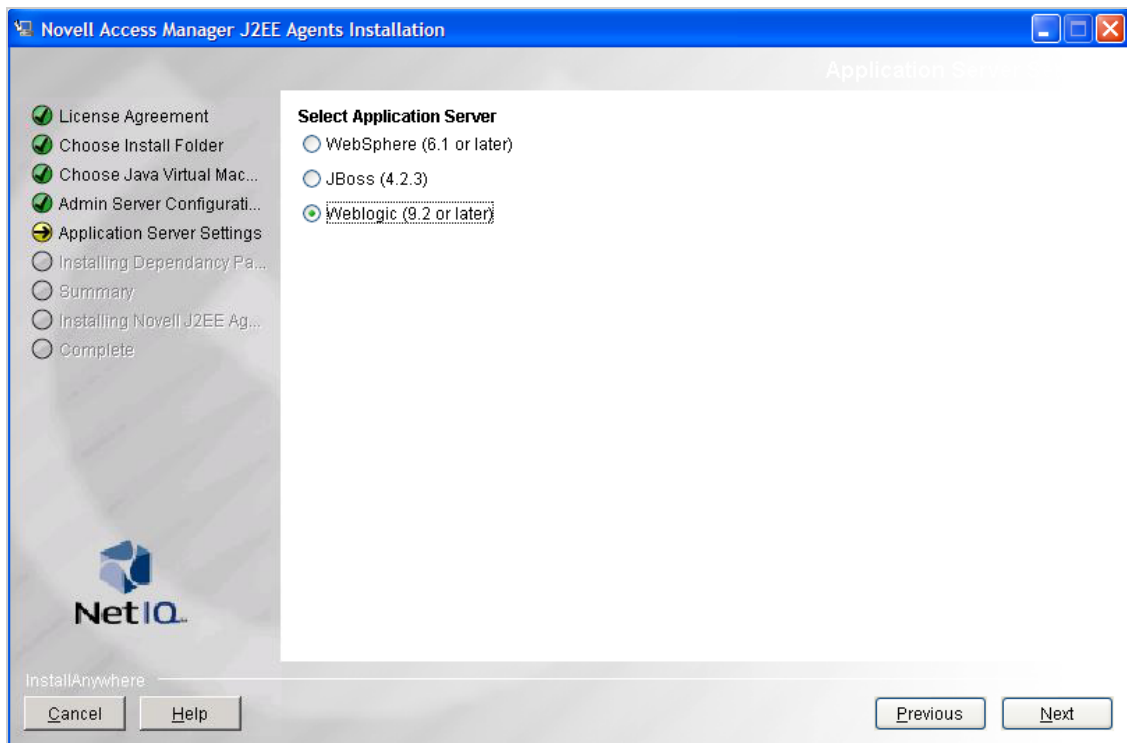 Novell Access Manager J2EE Agents Installation
Application Server
License Agreement
Choose Install Folder
Choose Java Virtual Mac...
Admin Server Configurati...
Application Server Settings
Installing Dependancy Pa...
Summary
Installing Novell J2EE Ag...
Complete
Select Application Server
WebSphere (6.1 or later)
JBoss (4.2.3)
Weblogic (9.2 or later)
NetIQ
InstallAnywhere
Cancel
Help
Previous
Next